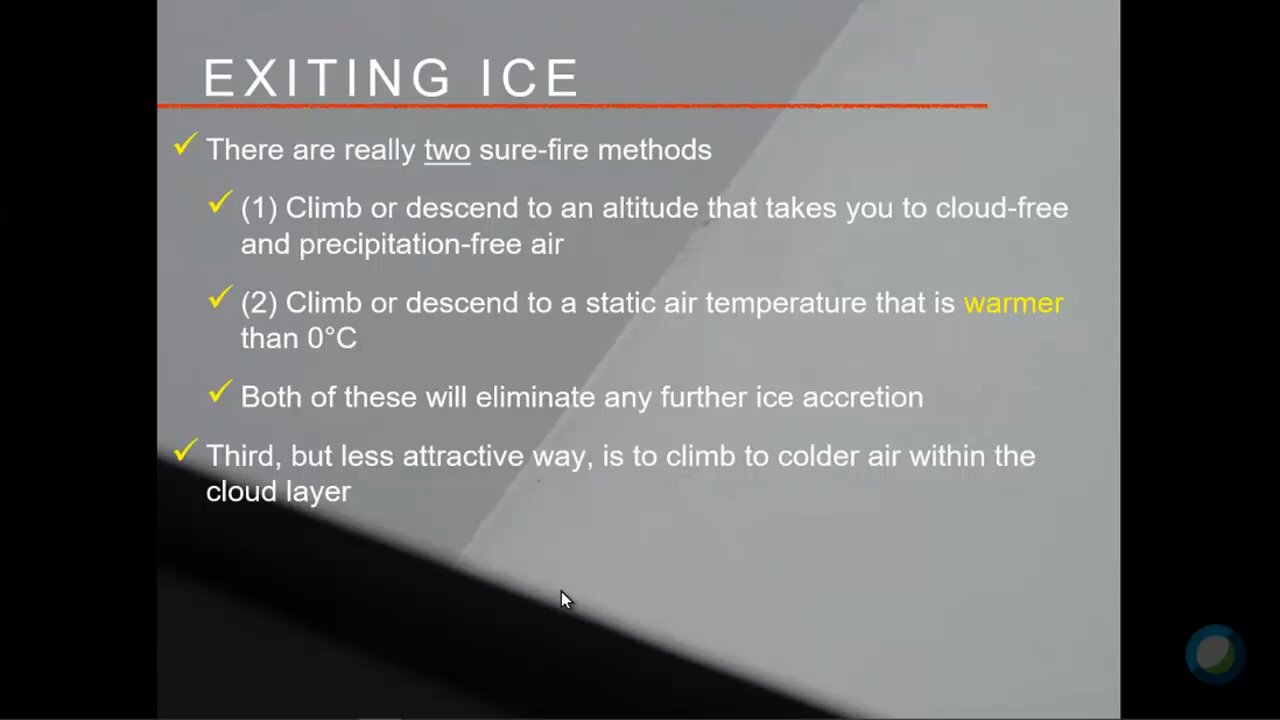 EXITING ICE
There are really two sure-fire methods
(1) Climb or descend to an altitude that takes you to cloud-free
and precipitation-free air
(2) Climb or descend to a static air temperature that is warmer
than 0°C
Both of these will eliminate any further ice accretion
Third, but less attractive way, is to climb to colder air within the
cloud layer